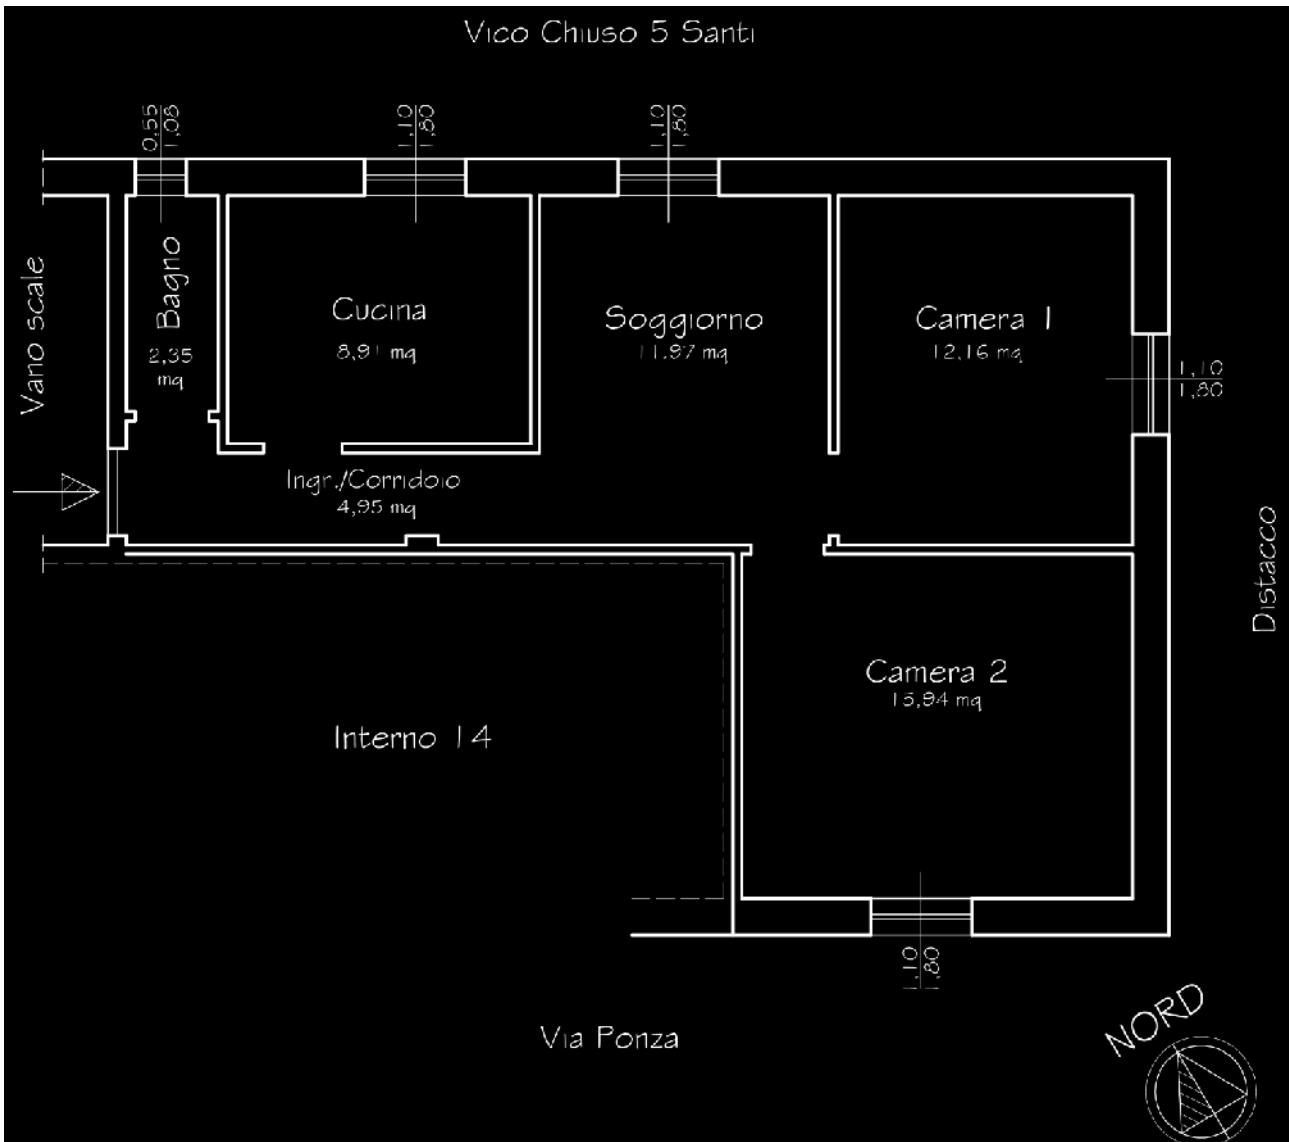 Vico Chiuso 5 Santi
0,55
1,08
1,10
1,80
1,10
1,80
Vano scale
Bagno
2,35
mq
Cucina
8,91 mq
Soggiorno
11,97 mq
Camera 1
12,16 mq
1,10
1,80
Ingr./Corridoio
4,95 mq
Distacco
Camera 2
15,94 mq
Interno 14
1,10
1,80
Via Ponza
NORD